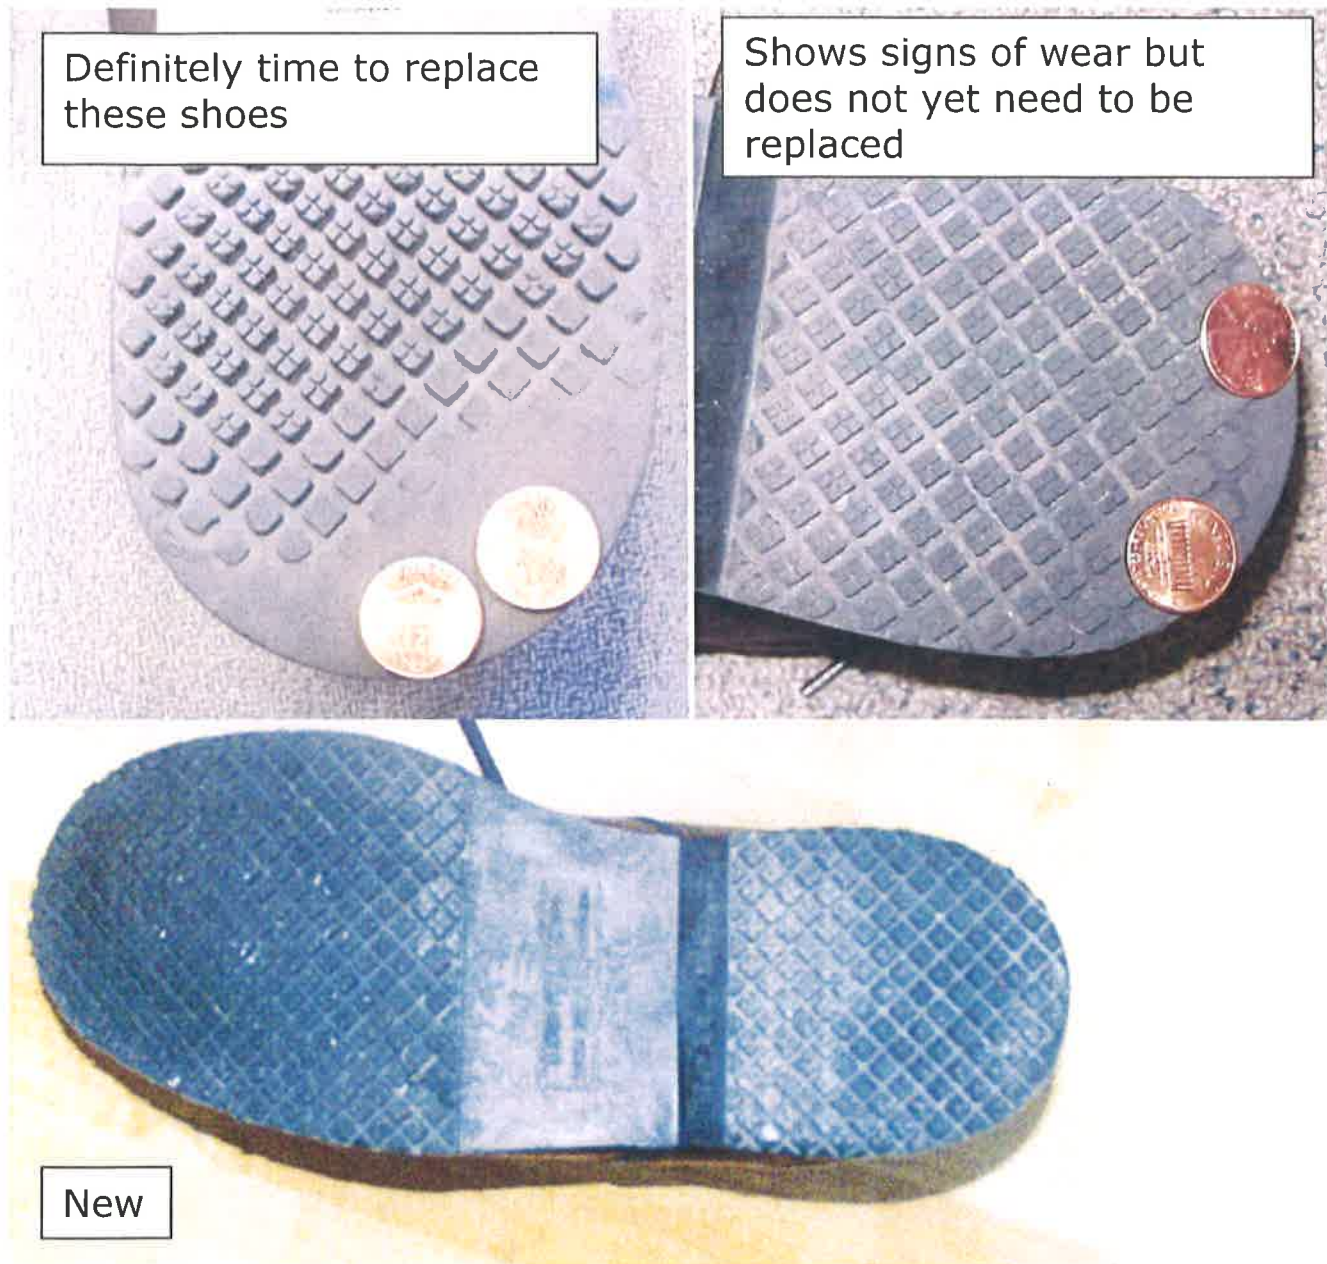 Definitely time to replace
these shoes
Shows signs of wear but
does not yet need to be
replaced
New